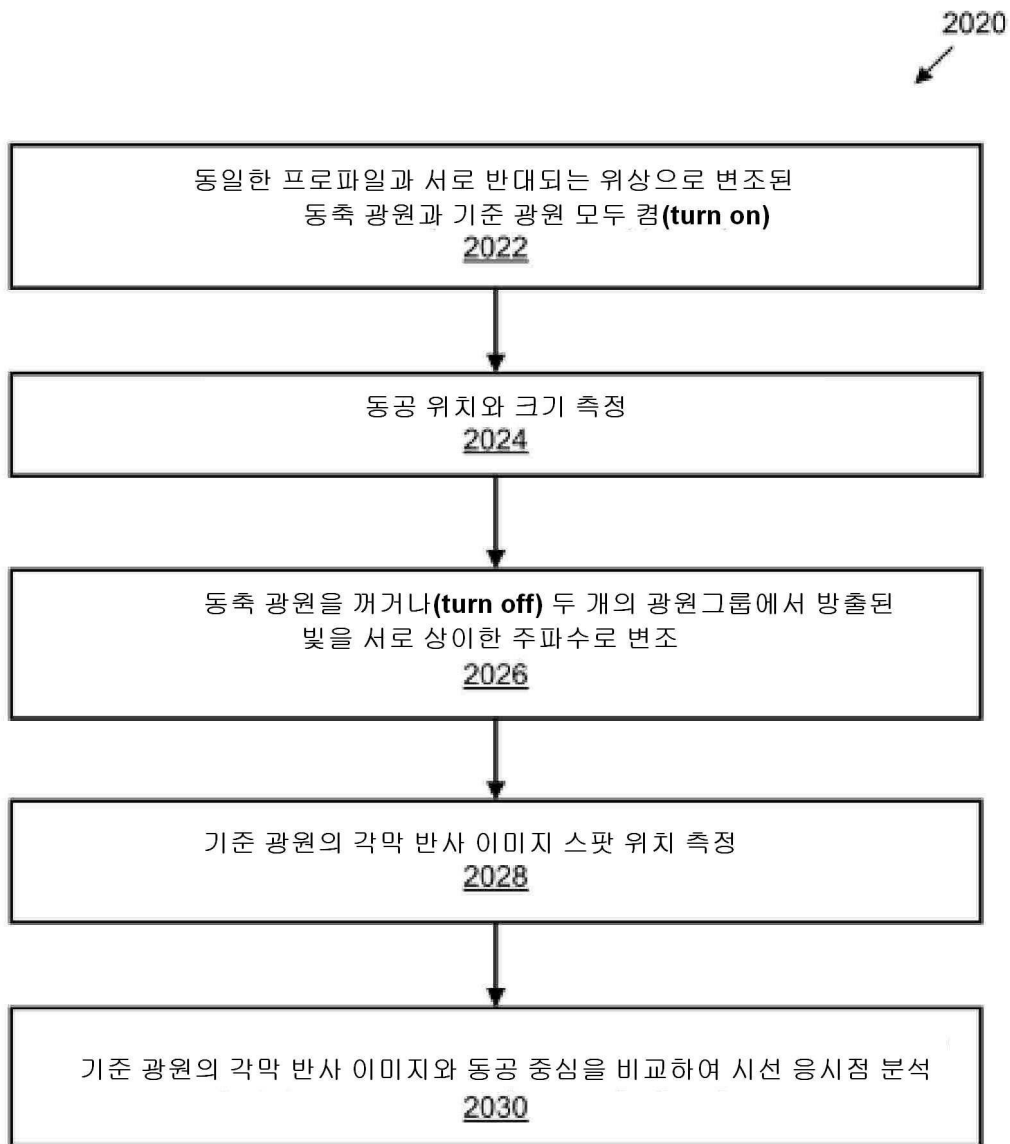 2020
동일한 프로파일과 서로 반대되는 위상으로 변조된
동축 광원과 기준 광원 모두 켬(turn on)
2022
동공 위치와 크기 측정
2024
동축 광원을 꺼거나(turn off) 두 개의 광원그룹에서 방출된
빛을 서로 상이한 주파수로 변조
2026
기준 광원의 각막 반사 이미지 스팟 위치 측정
2028
기준 광원의 각막 반사 이미지와 동공 중심을 비교하여 시선 응시점 분석
2030